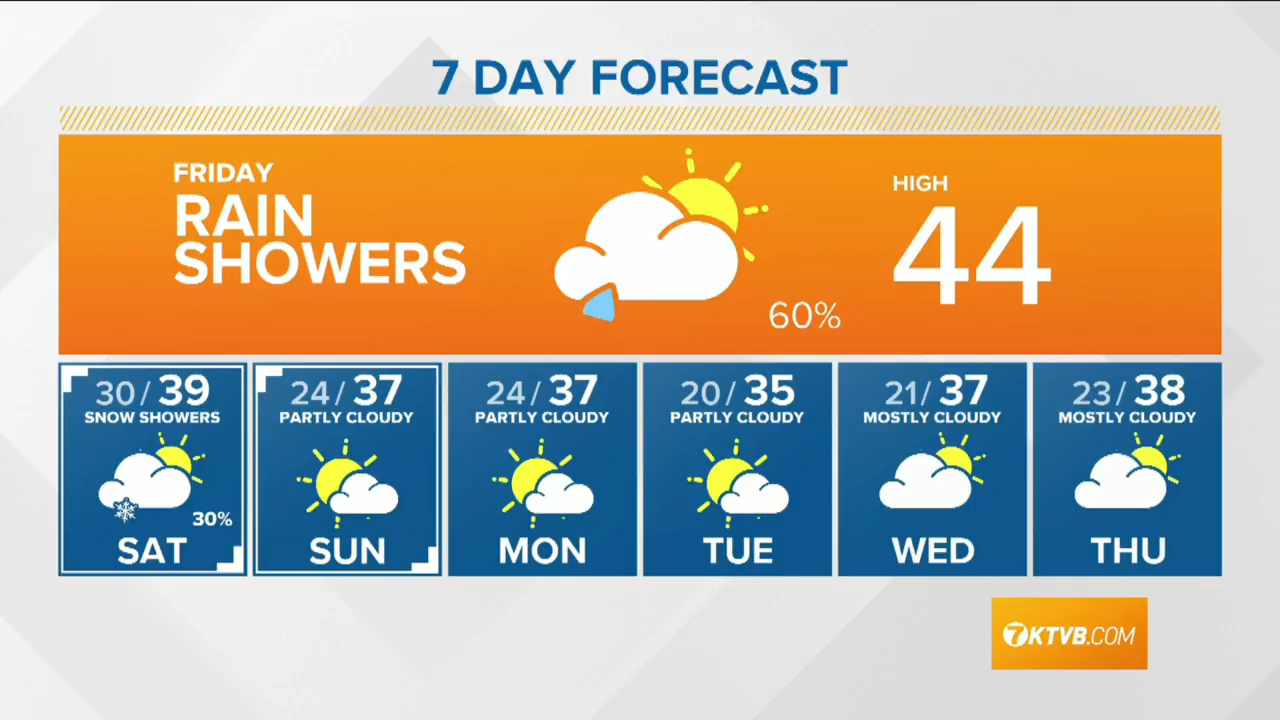 7 DAY FORECAST
FRIDAY
RAIN
SHOWERS
60%
HIGH
44
30 / 39
SNOW SHOWERS
30%
SAT
24 / 37
PARTLY CLOUDY
SUN
24 / 37
PARTLY CLOUDY
MON
20 / 35
PARTLY CLOUDY
TUE
21 / 37
MOSTLY CLOUDY
WED
23 / 38
MOSTLY CLOUDY
THU
7KTVB.COM